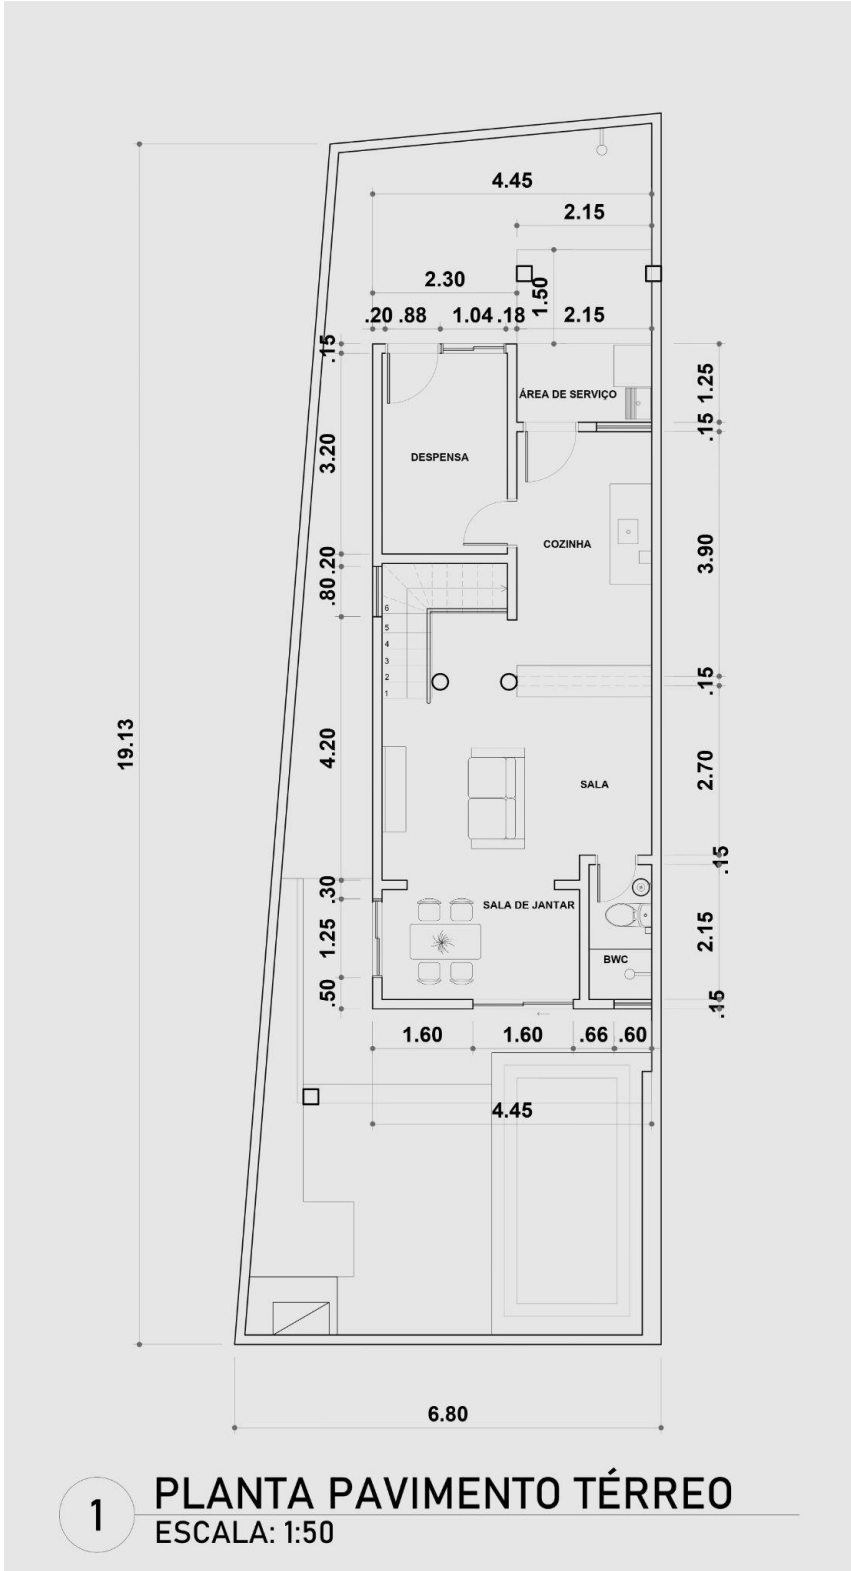 4.45
2.15
2.30
1.50
.20 .88 1.04 .18 2.15
.15
1.25
ÁREA DE SERVIÇO
.15
3.20
DESPENSA
COZINHA
3.90
.20
.80
6
5
4
3
2
1
.15
19.13
4.20
2.70
SALA
.15
.30
SALA DE JANTAR
1.25
2.15
BWC
.50
.15
1.60 1.60 .66 .60
4.45
6.80
1 PLANTA PAVIMENTO TÉRREO
ESCALA: 1:50